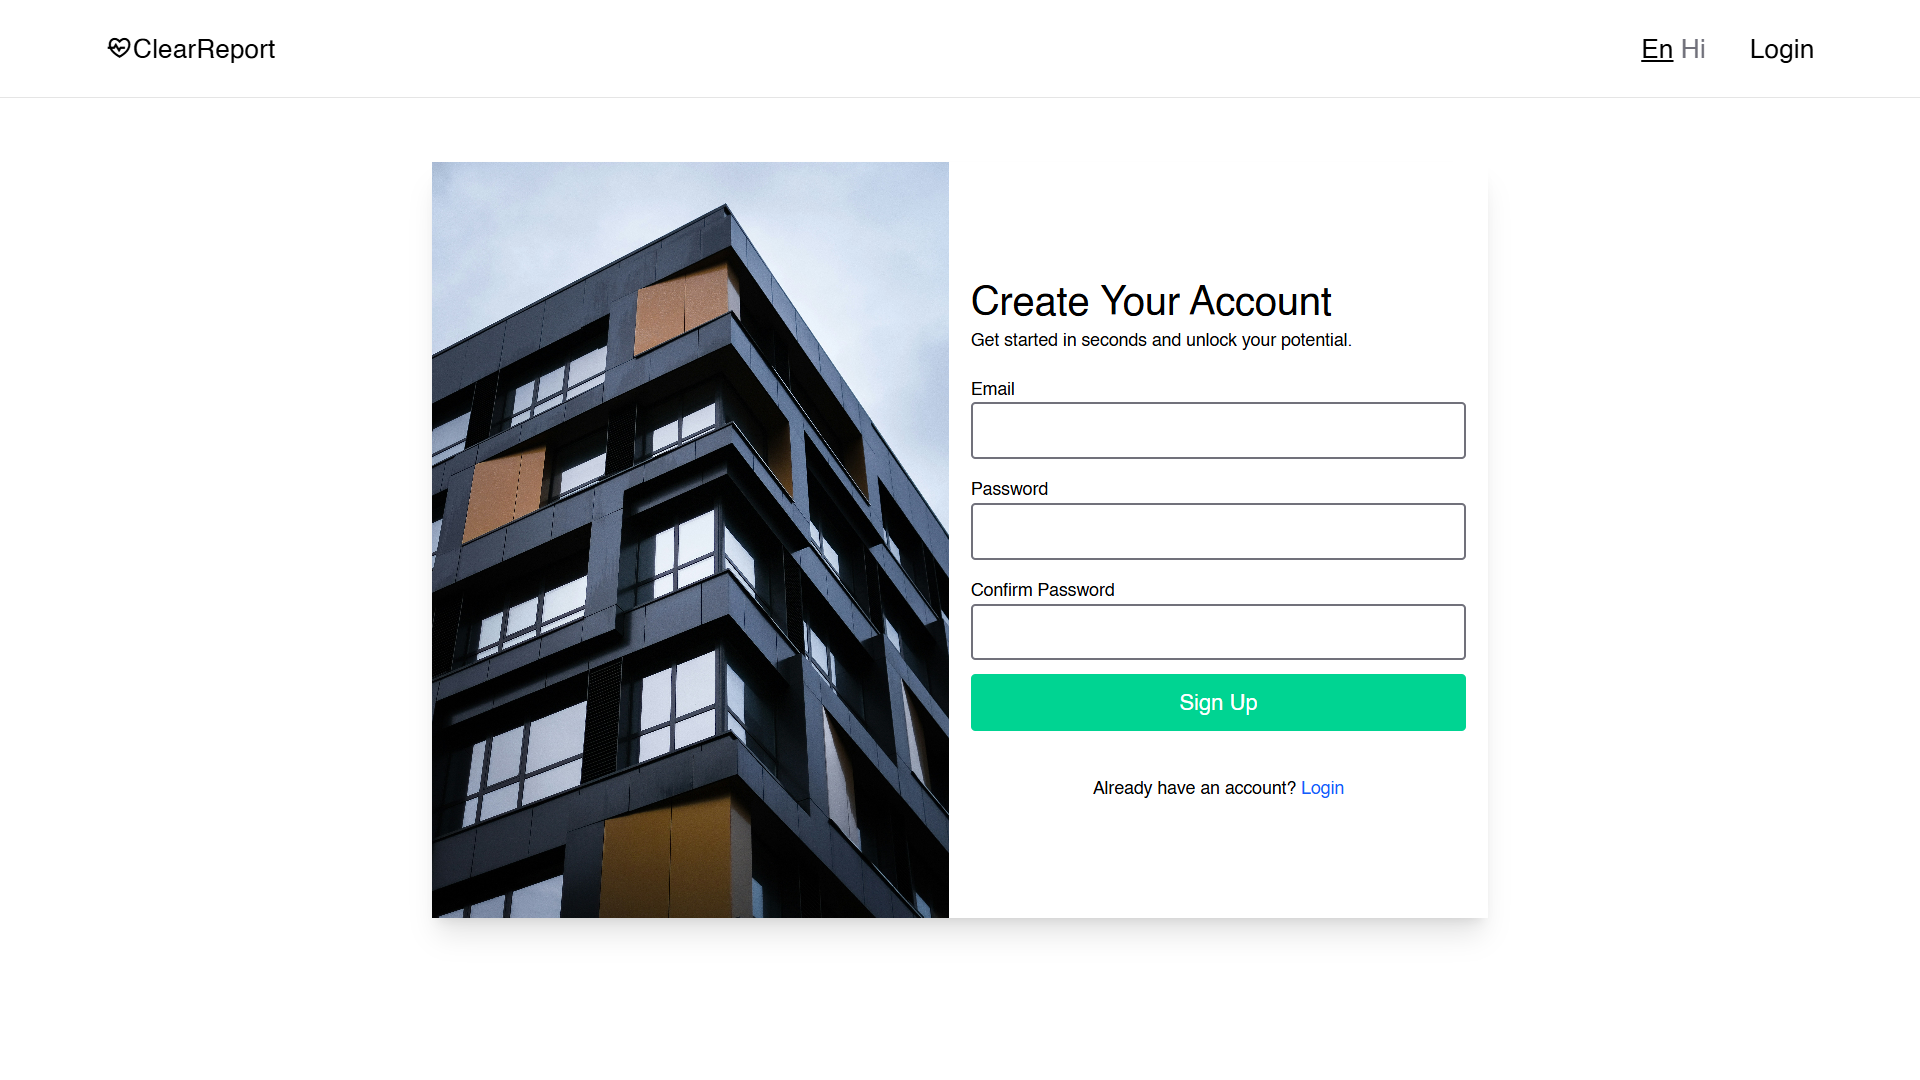 ClearReport
En Hi
Login
Create Your Account
Get started in seconds and unlock your potential.
Email
Password
Confirm Password
Sign Up
Already have an account? Login